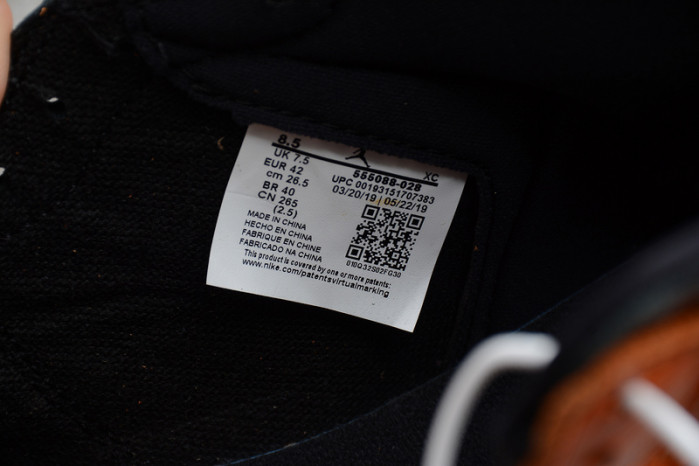 8.5 XC
UK 7.5 555088-028
EUR 42 UPC 00193151707383
cm 26.5 03/20/19 | 05/22/19
BR 40
CN 265
(2.5)
MADE IN CHINA
HECHO EN CHINA
FABRIQUE EN CHINE
FABRICADO NA CHINA 010Q32S02FG30
This product is covered by one or more patents:
www.nike.com/patentsvirtualmarking